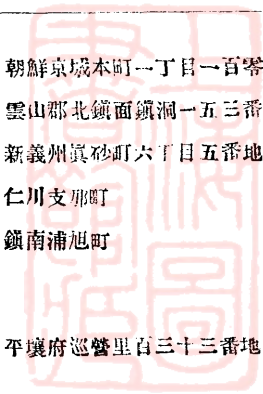 朝鮮京城本町一丁目一百零
雲山郡北鎭面鎭洞一五三番
新義州眞砂町六丁目五番地
仁川支那町
鎭南浦旭町
平壤府巡營里百三十三番地